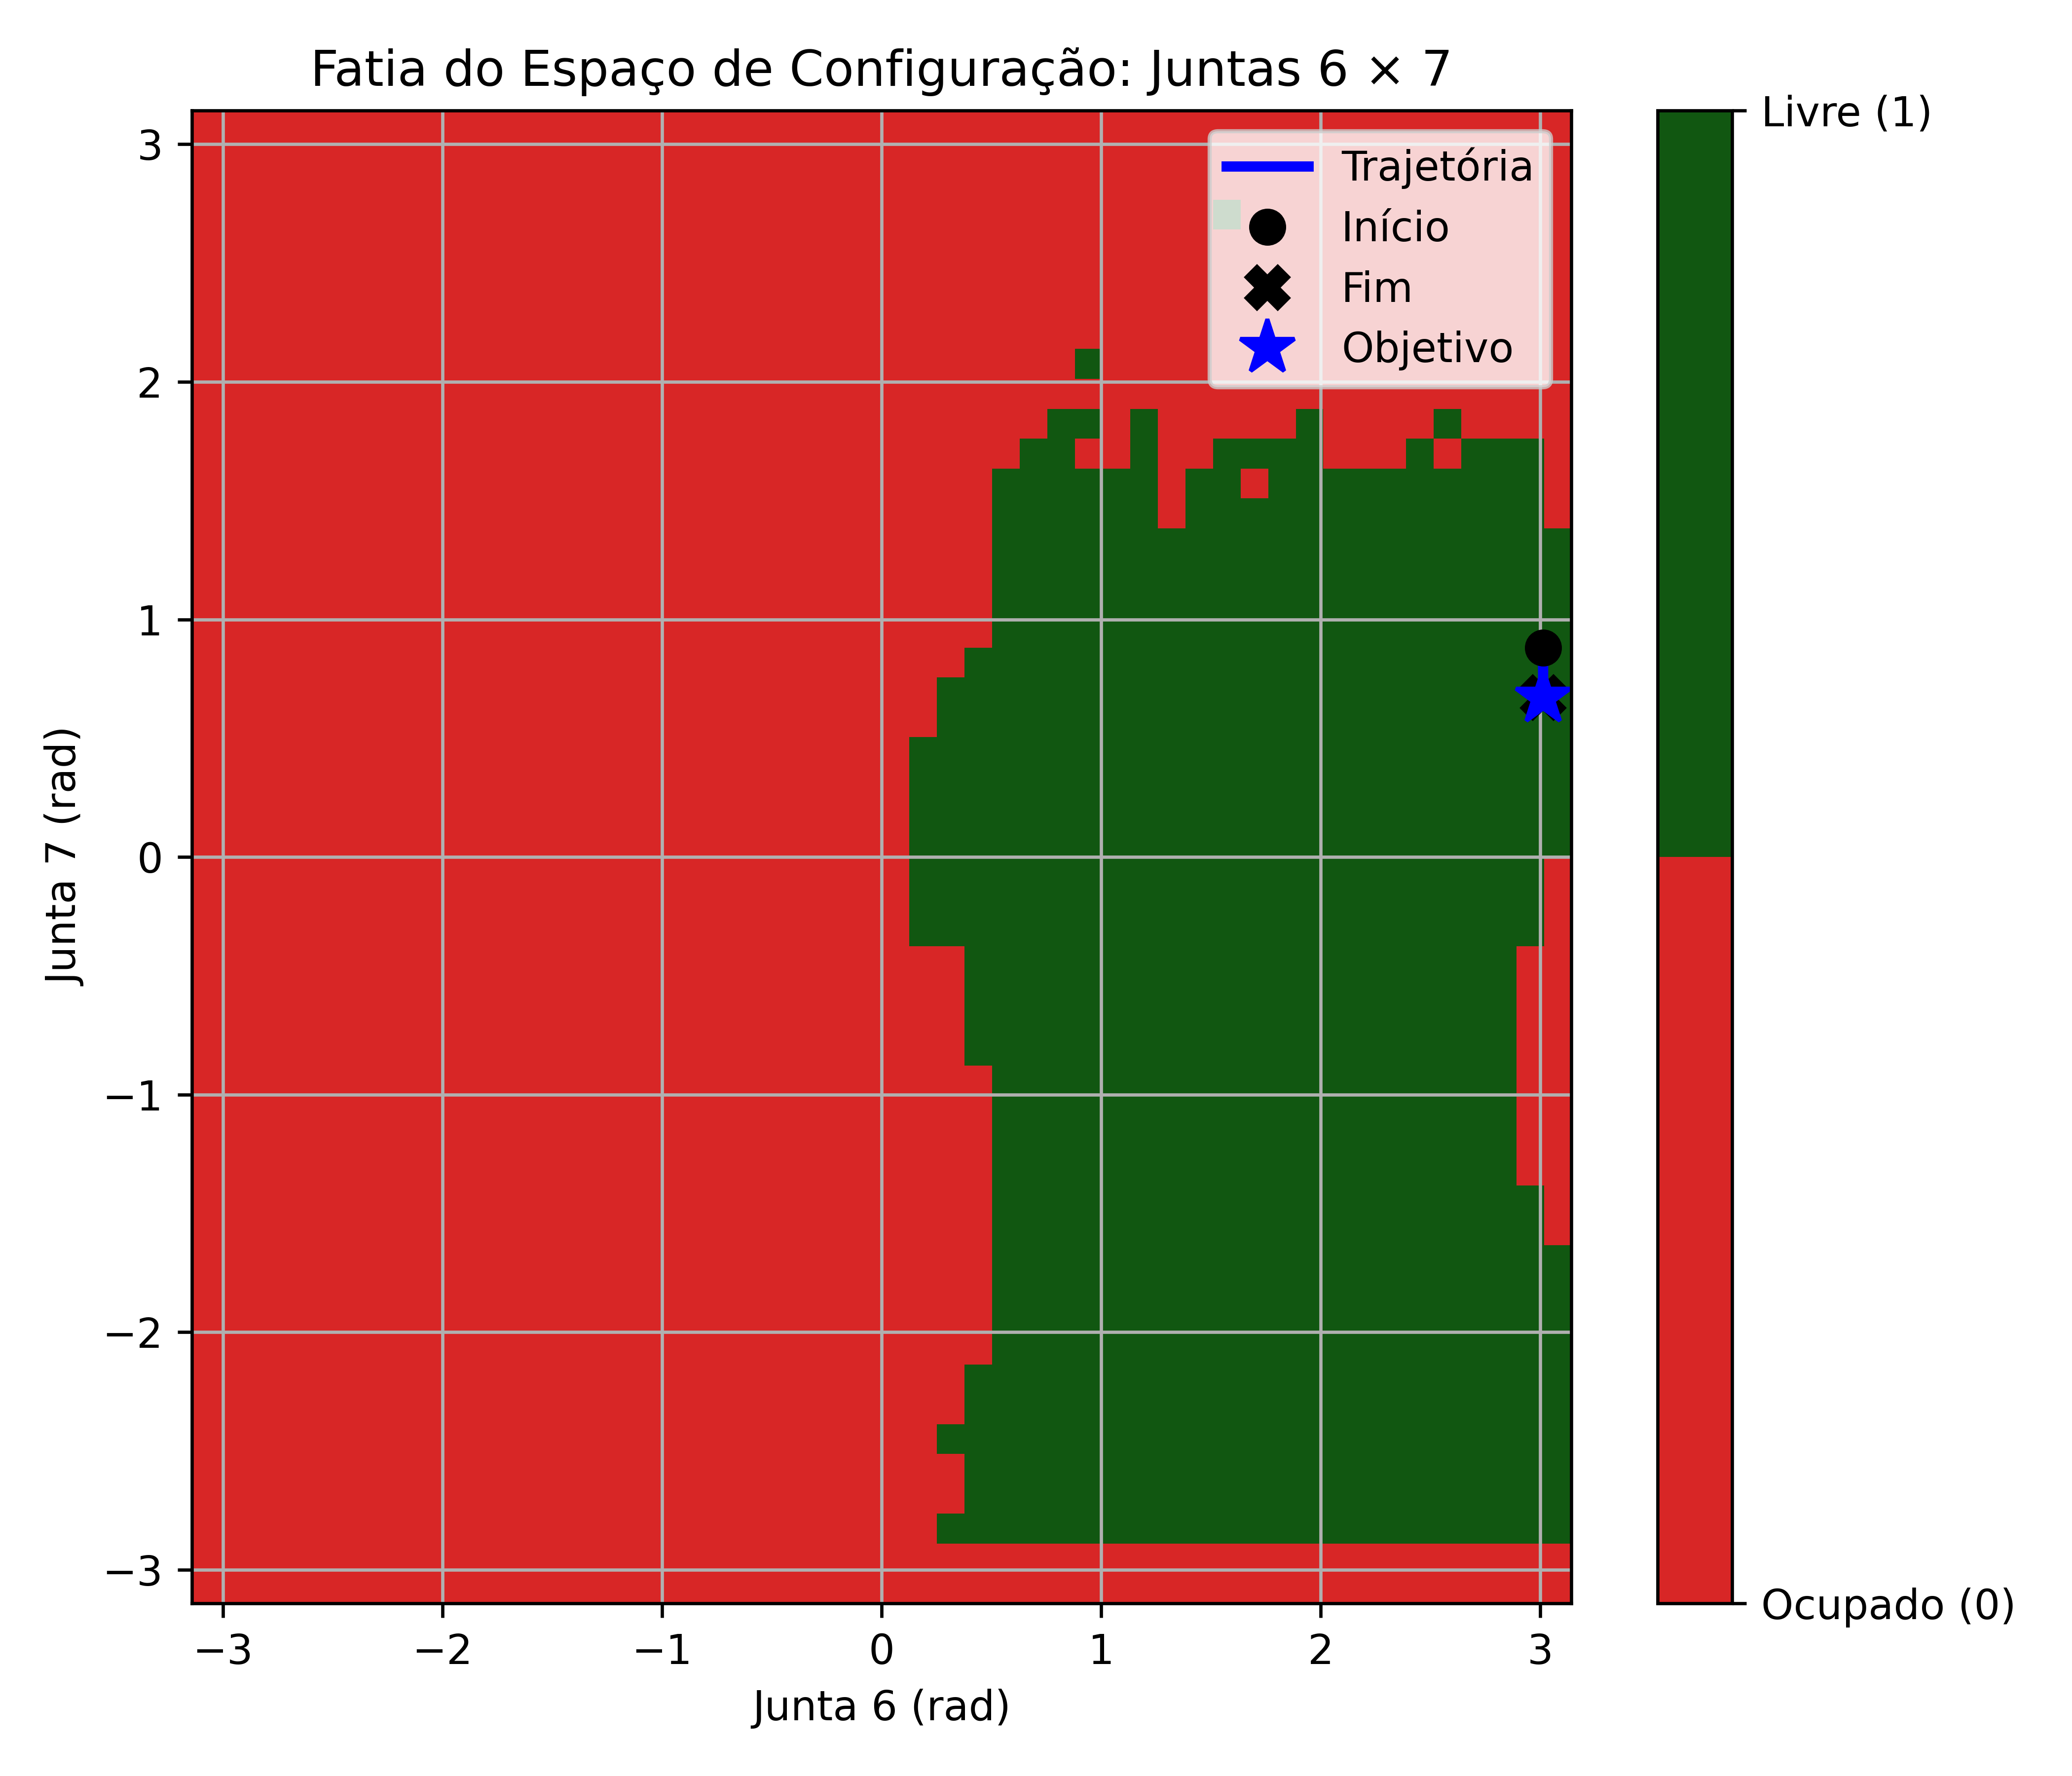 Fatia do Espaço de Configuração: Juntas 6 × 7
Livre (1)
Trajetória
Início
Fim
Objetivo
3
2
1
0
−1
−2
−3
Junta 7 (rad)
Ocupado (0)
−3
−2
−1
0
1
2
3
Junta 6 (rad)